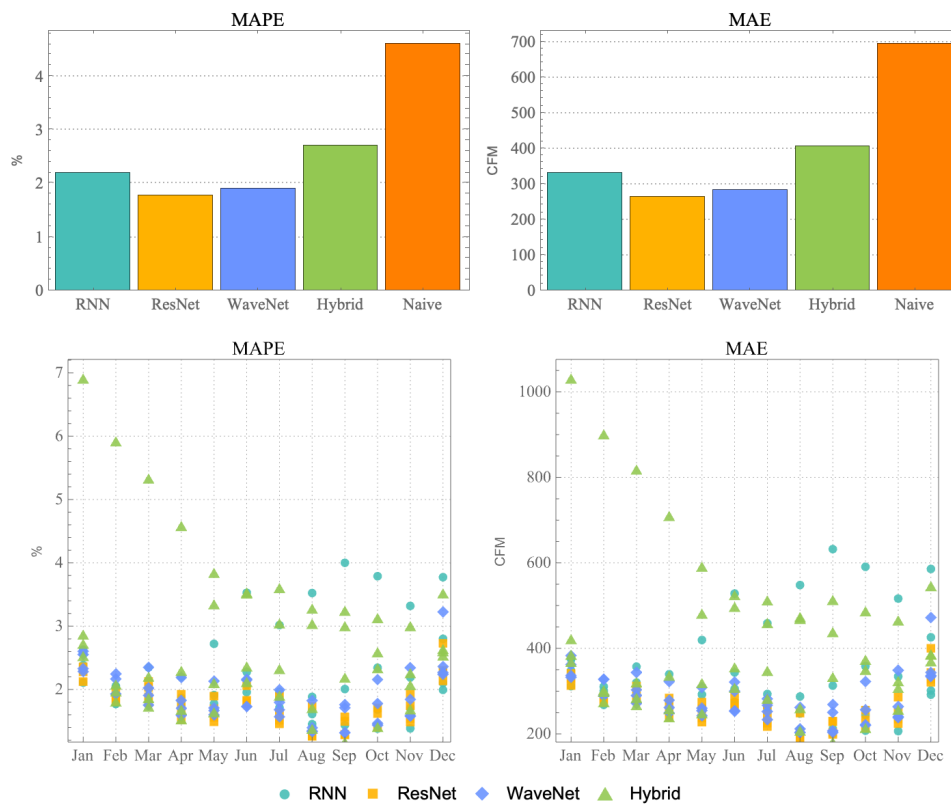 MAPE
%
4
3
2
1
0
RNN ResNet WaveNet Hybrid Naive
MAE
CFM
700
600
500
400
300
200
100
0
RNN ResNet WaveNet Hybrid Naive
MAPE
%
7
6
5
4
3
2
Jan Feb Mar Apr May Jun Jul Aug Sep Oct Nov Dec
MAE
CFM
1000
800
600
400
200
Jan Feb Mar Apr May Jun Jul Aug Sep Oct Nov Dec
RNN ResNet WaveNet Hybrid